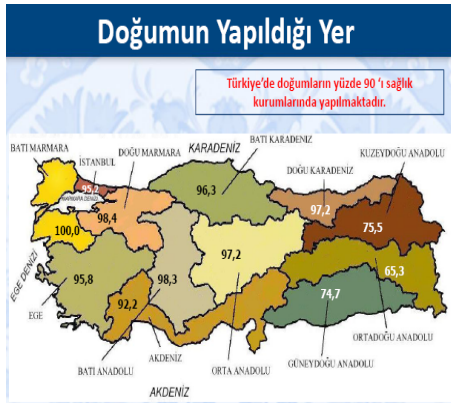 Doğumun Yapıldığı Yer
Türkiye'de doğumların yüzde 90 'ı sağlık
kurumlarında yapılmaktadır.
BATI MARMARA
İSTANBUL
DOĞU MARMARA
KARADENİZ
BATI KARADENİZ
DOĞU KARADENİZ
KUZEYDOĞU ANADOLU
95,2
MARMARA DENİZİ
96,3
98,4
97,2
100,0
75,5
EGE DENİZİ
95,8
98,3
97,2
65,3
92,2
74,7
EGE
BATI ANADOLU
AKDENİZ
ORTA ANADOLU
GÜNEYDOĞU ANADOLU
ORTADOĞU ANADOLU
AKDENİZ